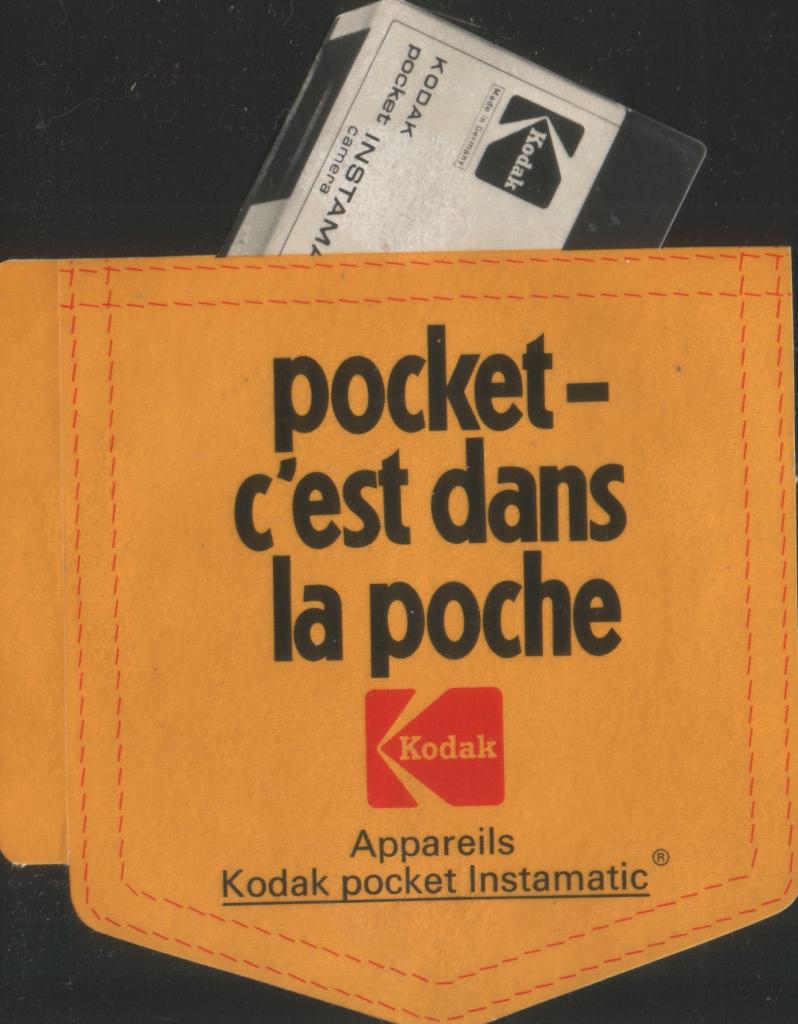 KODAK
pocket INSTAMA
camera
Made in Germany
Kodak
pocket –
c'est dans
la poche
Kodak
Appareils
Kodak pocket Instamatic®